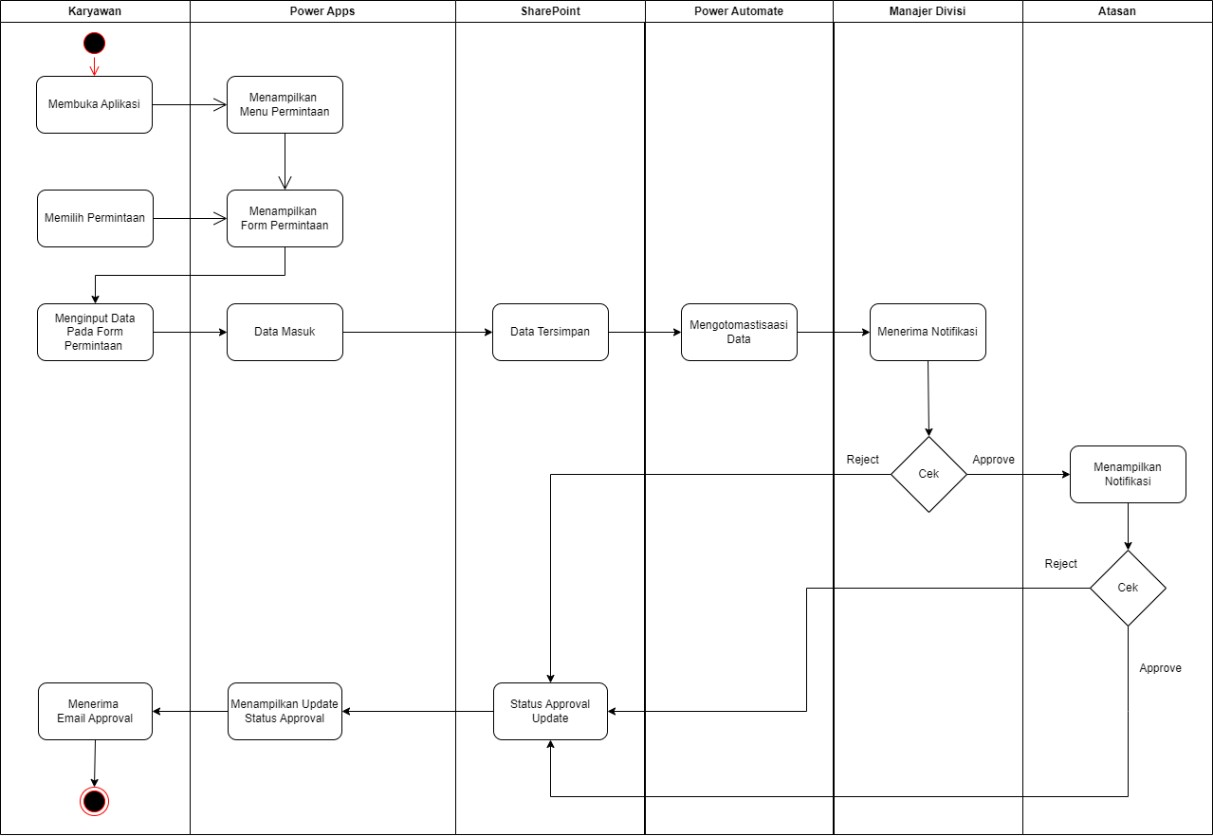 Karyawan
Power Apps
SharePoint
Power Automate
Manajer Divisi
Atasan
Membuka Aplikasi
Menampilkan
Menu Permintaan
Memilih Permintaan
Menampilkan
Form Permintaan
Menginput Data
Pada Form
Permintaan
Data Masuk
Data Tersimpan
Mengotomastisaasi
Data
Menerima Notifikasi
Reject
Cek
Approve
Menampilkan
Notifikasi
Reject
Cek
Approve
Menerima
Email Approval
Menampilkan Update
Status Approval
Status Approval
Update